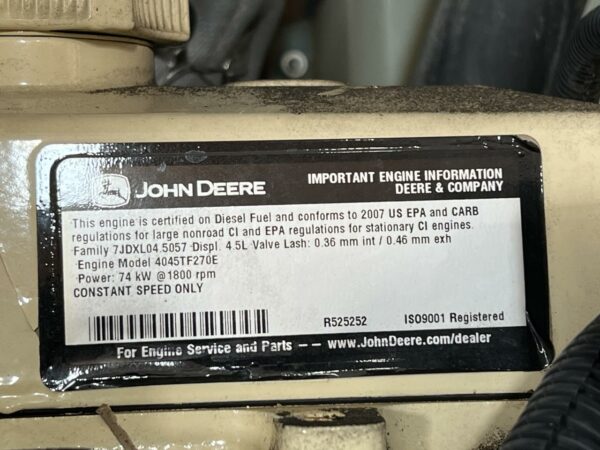 JOHN DEERE
IMPORTANT ENGINE INFORMATION
DEERE & COMPANY
This engine is certified on Diesel Fuel and conforms to 2007 US EPA and CARB
regulations for large nonroad CI and EPA regulations for stationary CI engines.
Family 7JDXL04.5057 Displ. 4.5L Valve Lash: 0.36 mm int / 0.46 mm exh
Engine Model 4045TF270E
Power: 74 kW @1800 rpm
CONSTANT SPEED ONLY
R525252 ISO9001 Registered
For Engine Service and Parts -- www.JohnDeere.com/dealer